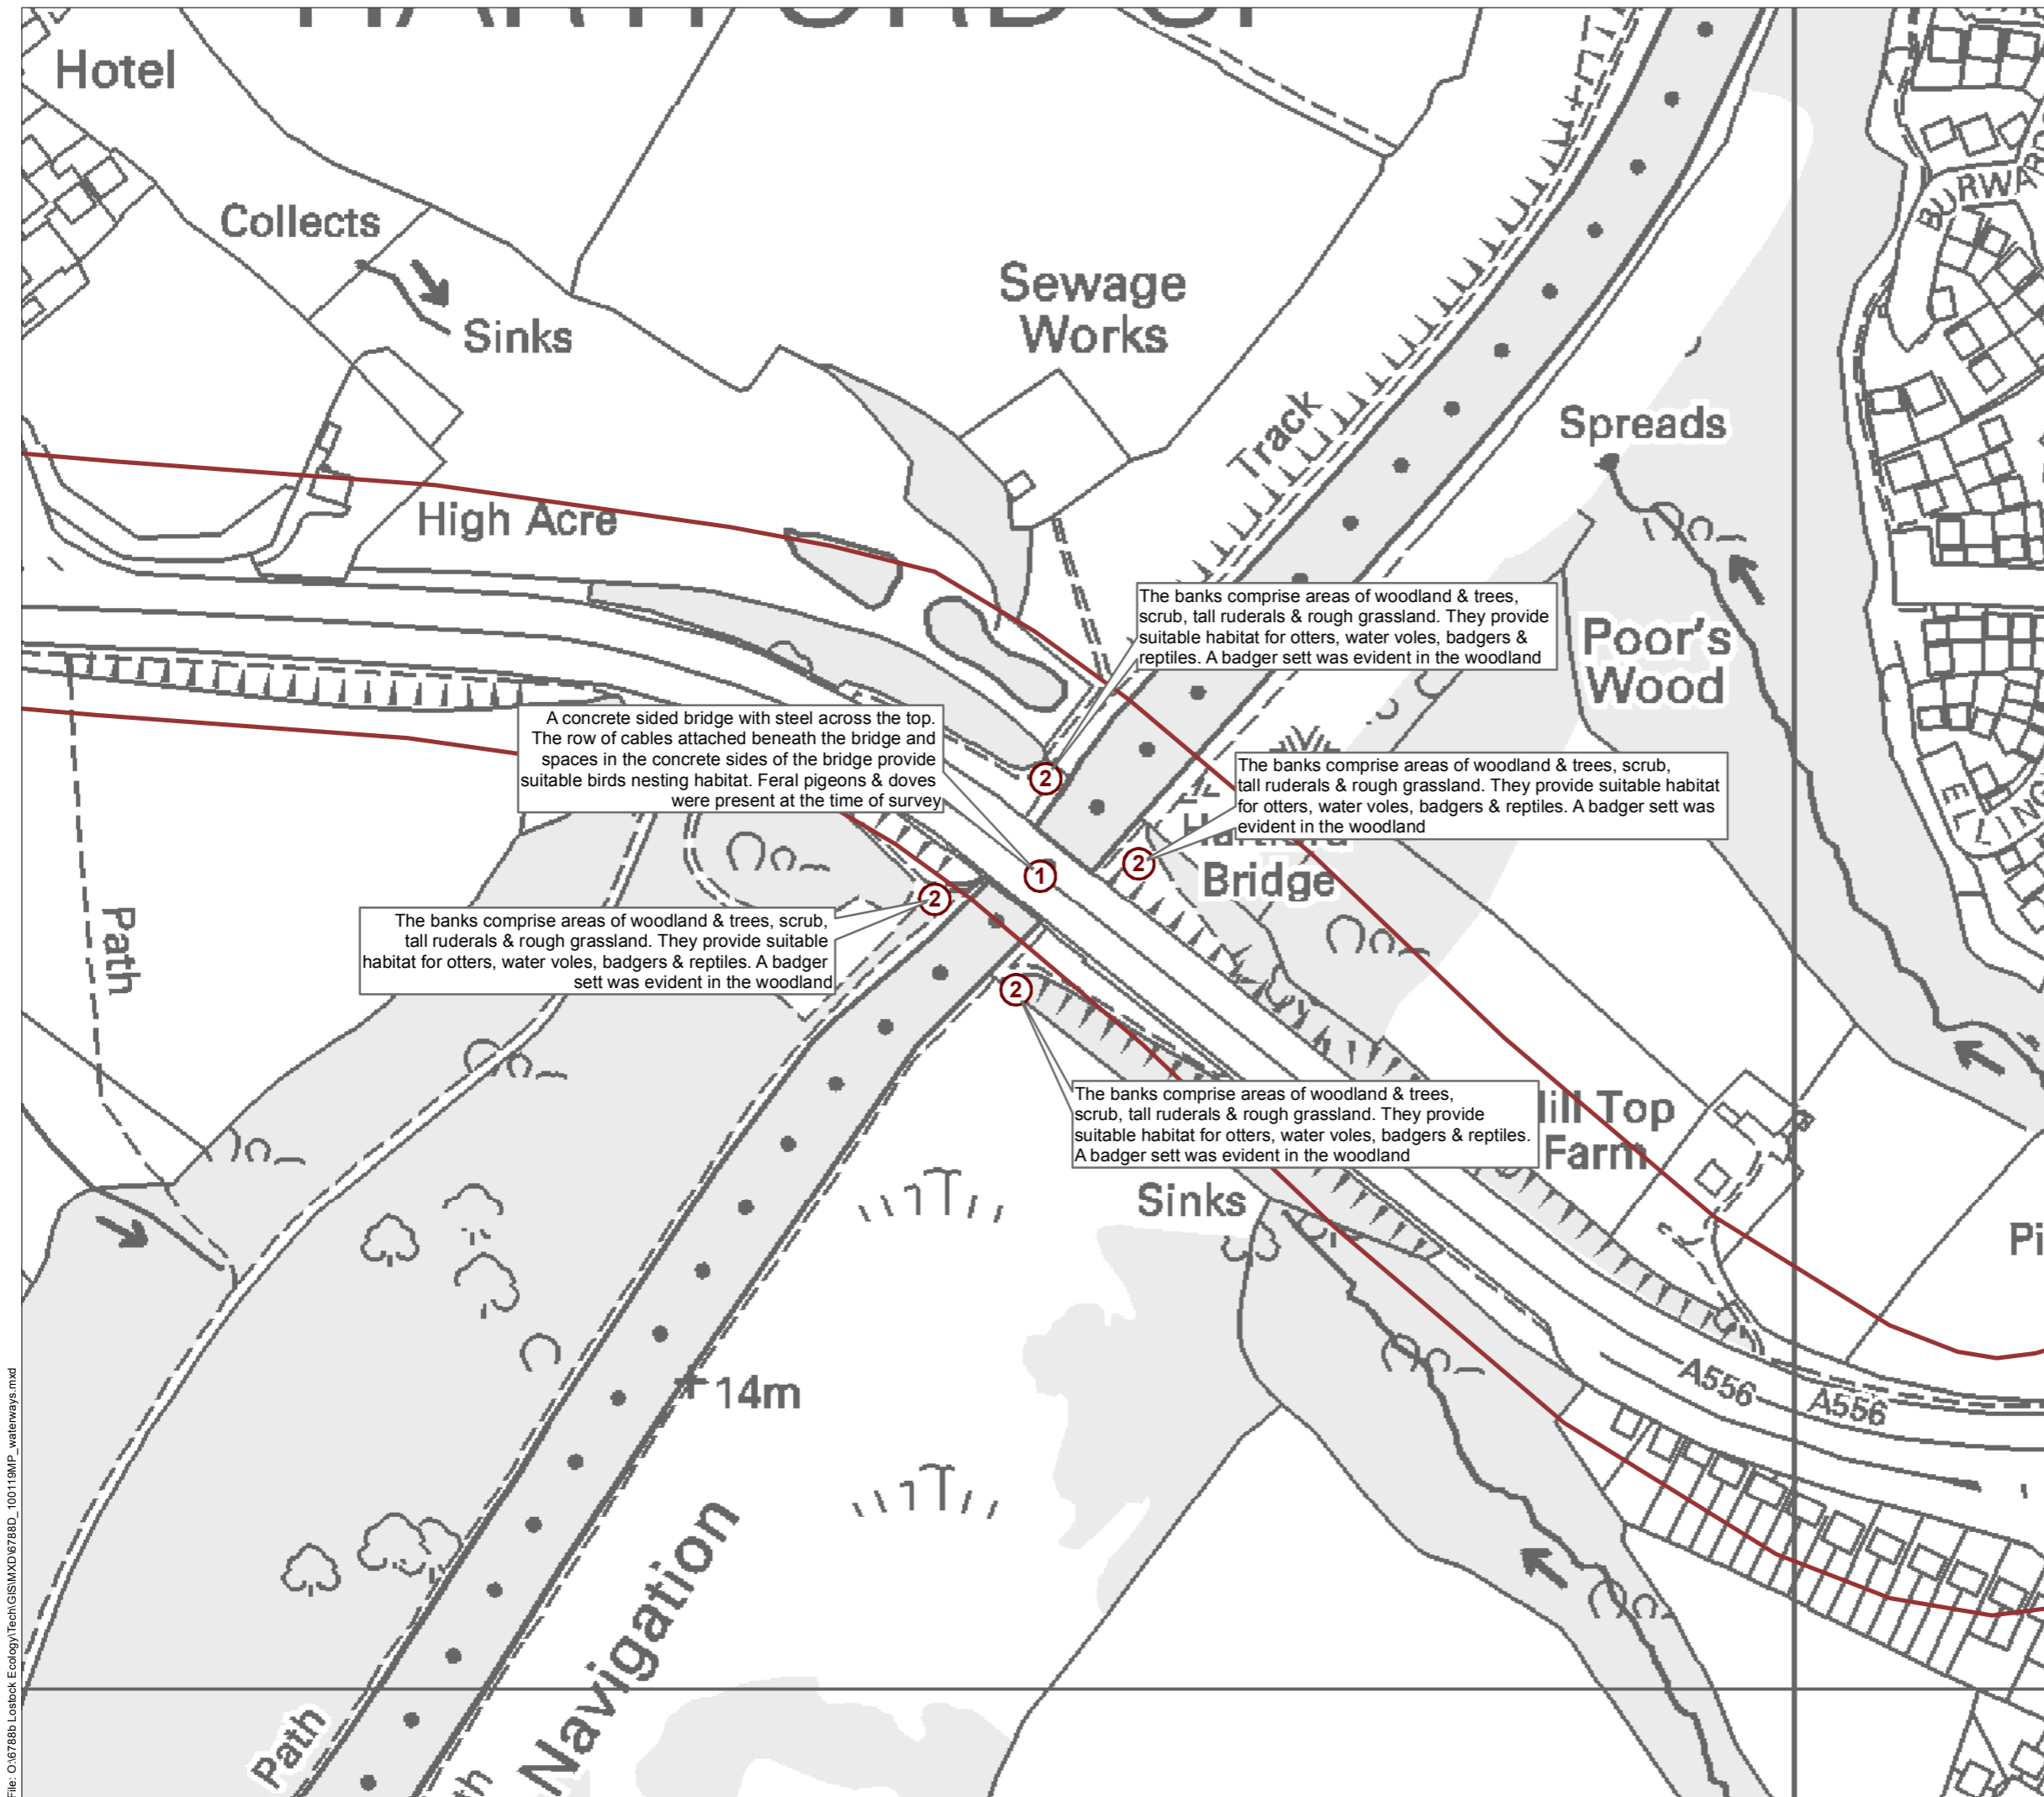 Hotel
Collects
Sinks
Sewage
Works
Track
Spreads
High Acre
Poor's
Wood
The banks comprise areas of woodland & trees,
scrub, tall ruderals & rough grassland. They provide
suitable habitat for otters, water voles, badgers &
reptiles. A badger sett was evident in the woodland
A concrete sided bridge with steel across the top.
The row of cables attached beneath the bridge and
spaces in the concrete sides of the bridge provide
suitable birds nesting habitat. Feral pigeons & doves
were present at the time of survey
The banks comprise areas of woodland & trees, scrub,
tall ruderals & rough grassland. They provide suitable habitat
for otters, water voles, badgers & reptiles. A badger sett was
evident in the woodland
2
2
1
2
2
Bridge
Path
The banks comprise areas of woodland & trees, scrub,
tall ruderals & rough grassland. They provide suitable
habitat for otters, water voles, badgers & reptiles. A badger
sett was evident in the woodland
The banks comprise areas of woodland & trees,
scrub, tall ruderals & rough grassland. They provide
suitable habitat for otters, water voles, badgers & reptiles.
A badger sett was evident in the woodland
Top
Farm
Sinks
A556
A556
14m
Navigation
Path
File: O:\6788b Lostock Ecology\Tech\GIS\MXD\6788D_100119MP_waterways.mxd